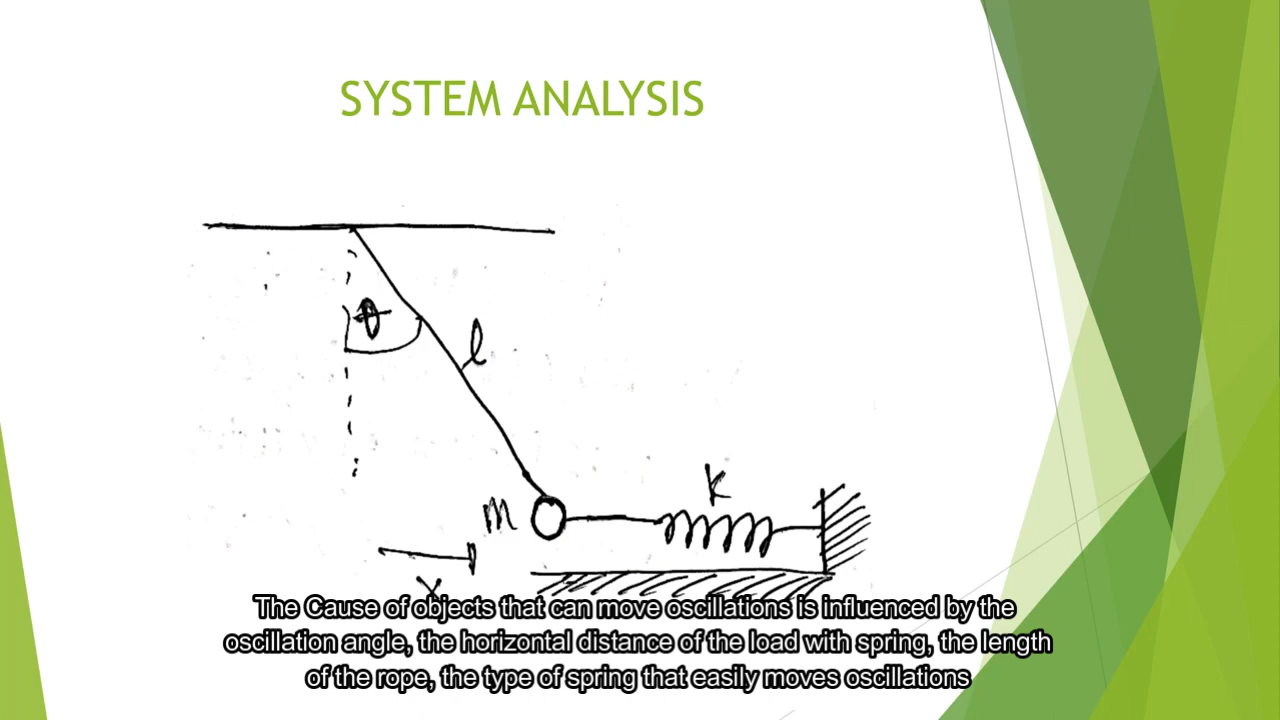 SYSTEM ANALYSIS
θ
l
k
m
x
The Cause of objects that can move oscillations is influenced by the
oscillation angle, the horizontal distance of the load with spring, the length
of the rope, the type of spring that easily moves oscillations